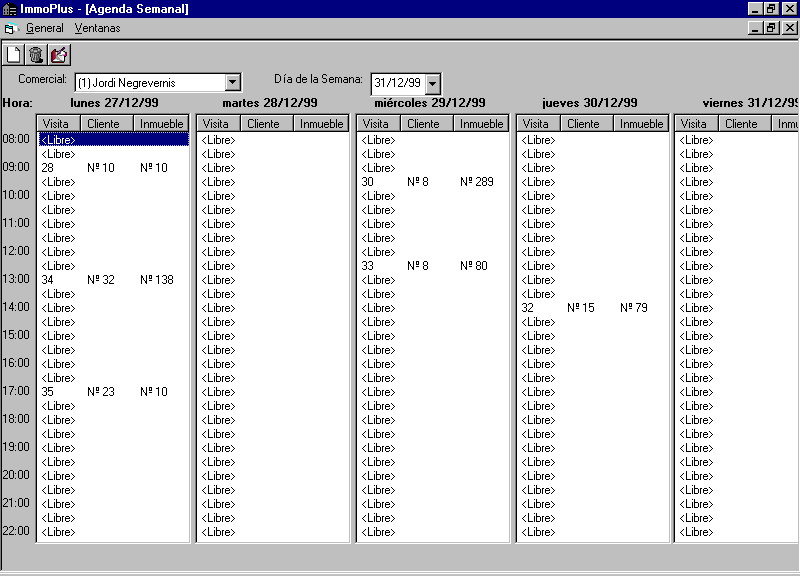 ImmoPlus - [Agenda Semanal]
General Ventanas
Comercial: (1) Jordi Negrevernis Día de la Semana: 31/12/99
Hora: lunes 27/12/99 martes 28/12/99 miércoles 29/12/99 jueves 30/12/99 viernes 31/12/99
Visita Cliente Inmueble Visita Cliente Inmueble Visita Cliente Inmueble Visita Cliente Inmueble Visita Cliente Inmu
08:00 <Libre> <Libre> <Libre> <Libre> <Libre>
<Libre> <Libre> <Libre> <Libre> <Libre>
09:00 28 Nº 10 Nº 10 <Libre> <Libre> <Libre> <Libre>
<Libre> <Libre> 30 Nº 8 Nº 289 <Libre> <Libre>
10:00 <Libre> <Libre> <Libre> <Libre> <Libre>
<Libre> <Libre> <Libre> <Libre> <Libre>
11:00 <Libre> <Libre> <Libre> <Libre> <Libre>
<Libre> <Libre> <Libre> <Libre> <Libre>
12:00 <Libre> <Libre> <Libre> <Libre> <Libre>
<Libre> <Libre> 33 Nº 8 Nº 80 <Libre> <Libre>
13:00 34 Nº 32 Nº 138 <Libre> <Libre> <Libre> <Libre>
<Libre> <Libre> <Libre> <Libre> <Libre>
14:00 <Libre> <Libre> <Libre> 32 Nº 15 Nº 79 <Libre>
<Libre> <Libre> <Libre> <Libre> <Libre>
15:00 <Libre> <Libre> <Libre> <Libre> <Libre>
<Libre> <Libre> <Libre> <Libre> <Libre>
16:00 <Libre> <Libre> <Libre> <Libre> <Libre>
<Libre> <Libre> <Libre> <Libre> <Libre>
17:00 35 Nº 23 Nº 10 <Libre> <Libre> <Libre> <Libre>
<Libre> <Libre> <Libre> <Libre> <Libre>
18:00 <Libre> <Libre> <Libre> <Libre> <Libre>
<Libre> <Libre> <Libre> <Libre> <Libre>
19:00 <Libre> <Libre> <Libre> <Libre> <Libre>
<Libre> <Libre> <Libre> <Libre> <Libre>
20:00 <Libre> <Libre> <Libre> <Libre> <Libre>
<Libre> <Libre> <Libre> <Libre> <Libre>
21:00 <Libre> <Libre> <Libre> <Libre> <Libre>
<Libre> <Libre> <Libre> <Libre> <Libre>
22:00 <Libre> <Libre> <Libre> <Libre> <Libre>